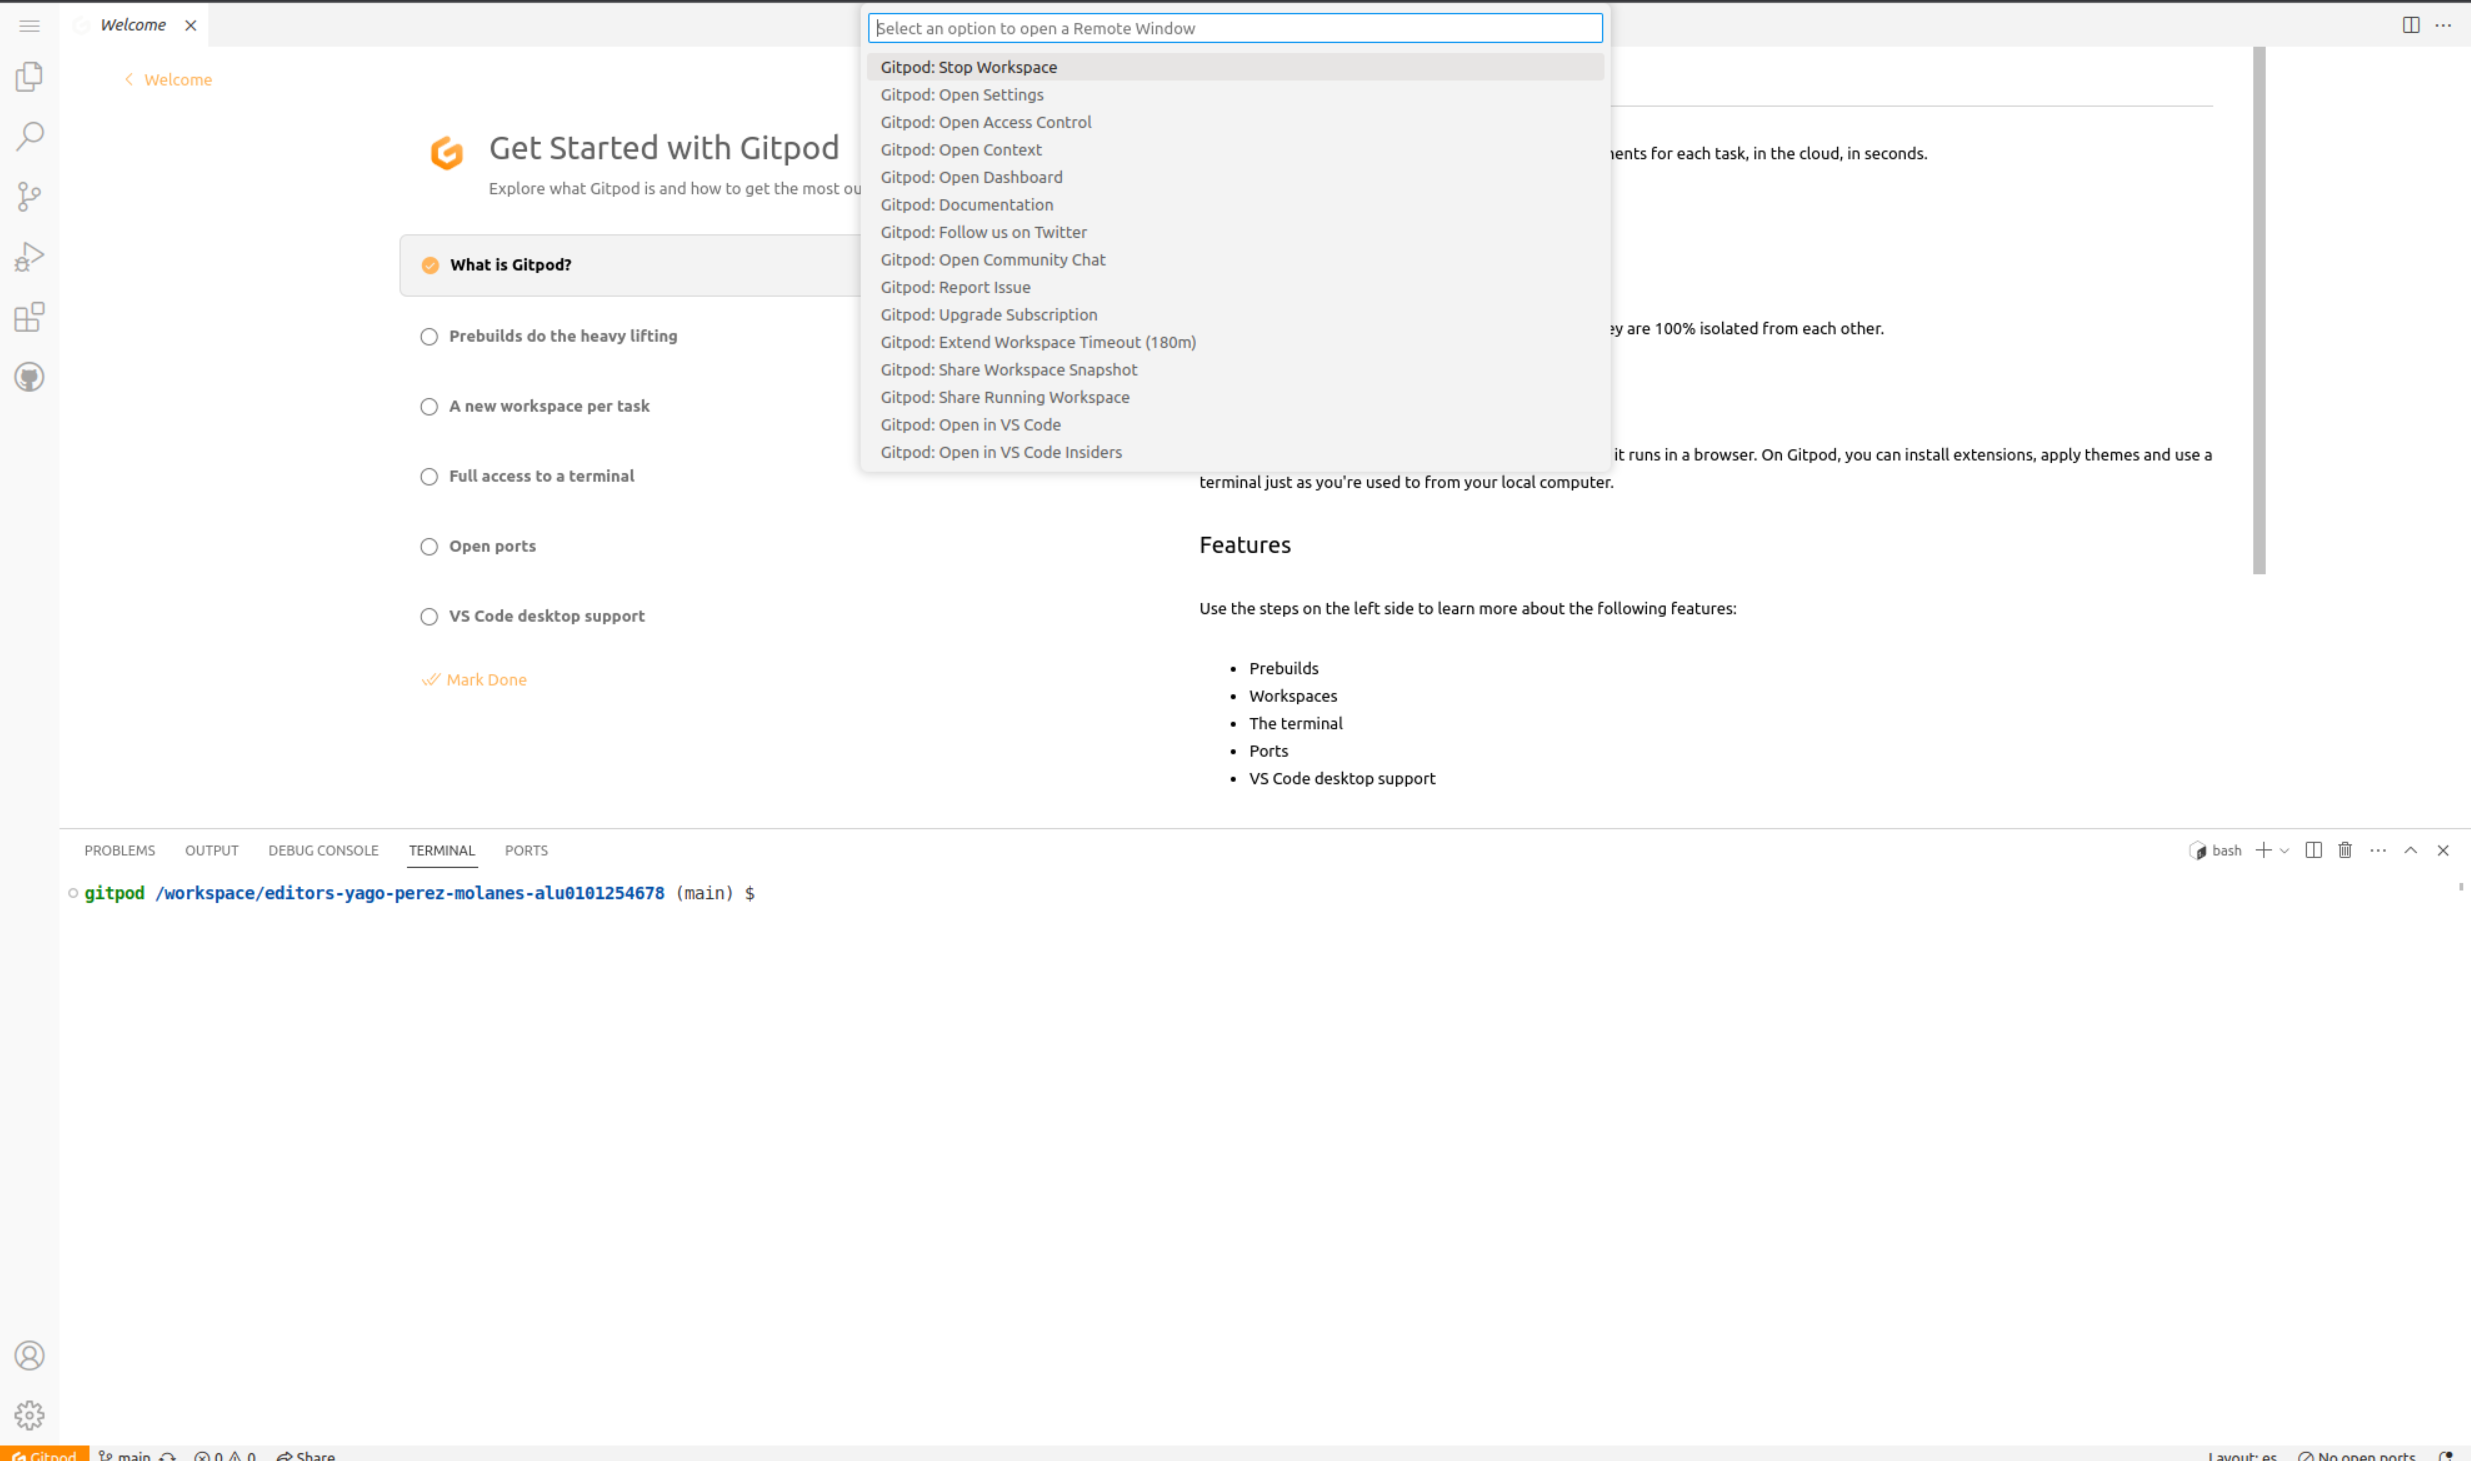 Welcome
Select an option to open a Remote Window
Gitpod: Stop Workspace
Gitpod: Open Settings
Gitpod: Open Access Control
Gitpod: Open Context
Gitpod: Open Dashboard
Gitpod: Documentation
Gitpod: Follow us on Twitter
Gitpod: Open Community Chat
Gitpod: Report Issue
Gitpod: Upgrade Subscription
Gitpod: Extend Workspace Timeout (180m)
Gitpod: Share Workspace Snapshot
Gitpod: Share Running Workspace
Gitpod: Open in VS Code
Gitpod: Open in VS Code Insiders
Welcome
Get Started with Gitpod
Explore what Gitpod is and how to get the most
What is Gitpod?
Prebuilds do the heavy lifting
A new workspace per task
Full access to a terminal
Open ports
VS Code desktop support
Mark Done
for each task, in the cloud, in seconds.
are 100% isolated from each other.
it runs in a browser. On Gitpod, you can install extensions, apply themes and use a
terminal just as you're used to from your local computer.
Features
Use the steps on the left side to learn more about the following features:
• Prebuilds
• Workspaces
• The terminal
• Ports
• VS Code desktop support
PROBLEMS OUTPUT DEBUG CONSOLE TERMINAL PORTS
bash
gitpod /workspace/editors-yago-perez-molanes-alu0101254678 (main) $
Gitpod main 0 0 Share
Layout: es No open ports